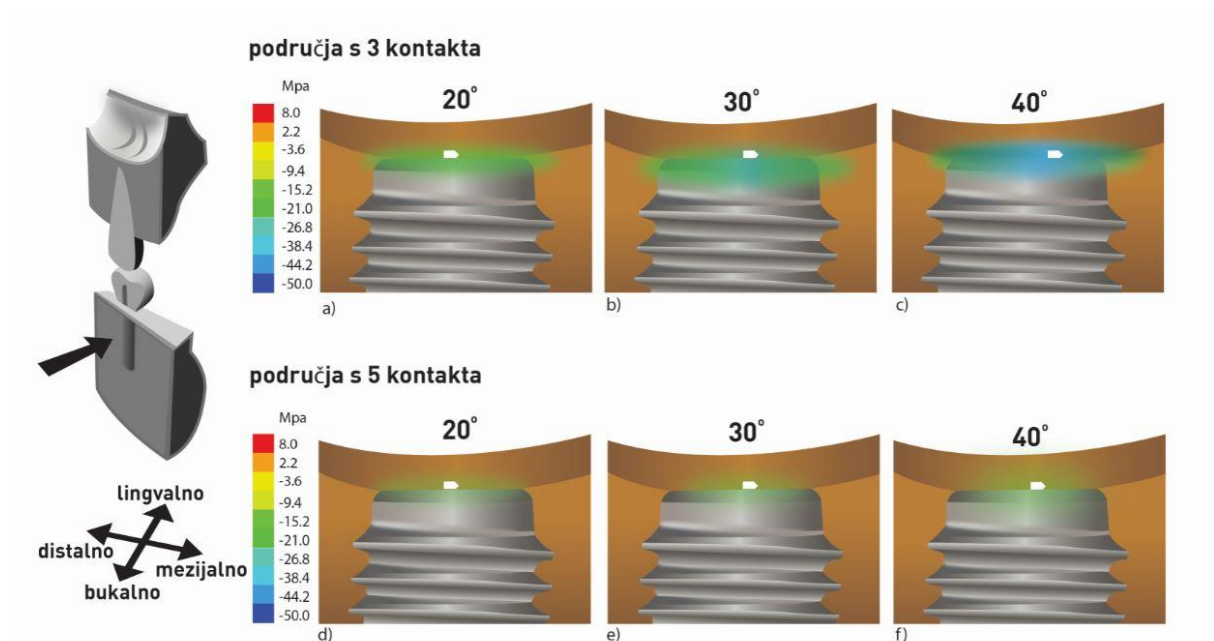 područja s 3 kontakta
Mpa
8.0
2.2
-3.6
-9.4
-15.2
-21.0
-26.8
-38.4
-44.2
-50.0
20°
30°
40°
a)
b)
c)
područja s 5 kontakta
Mpa
8.0
2.2
-3.6
-9.4
-15.2
-21.0
-26.8
-38.4
-44.2
-50.0
20°
30°
40°
d)
e)
f)
lingvalno
distalno
mezijalno
bukalno